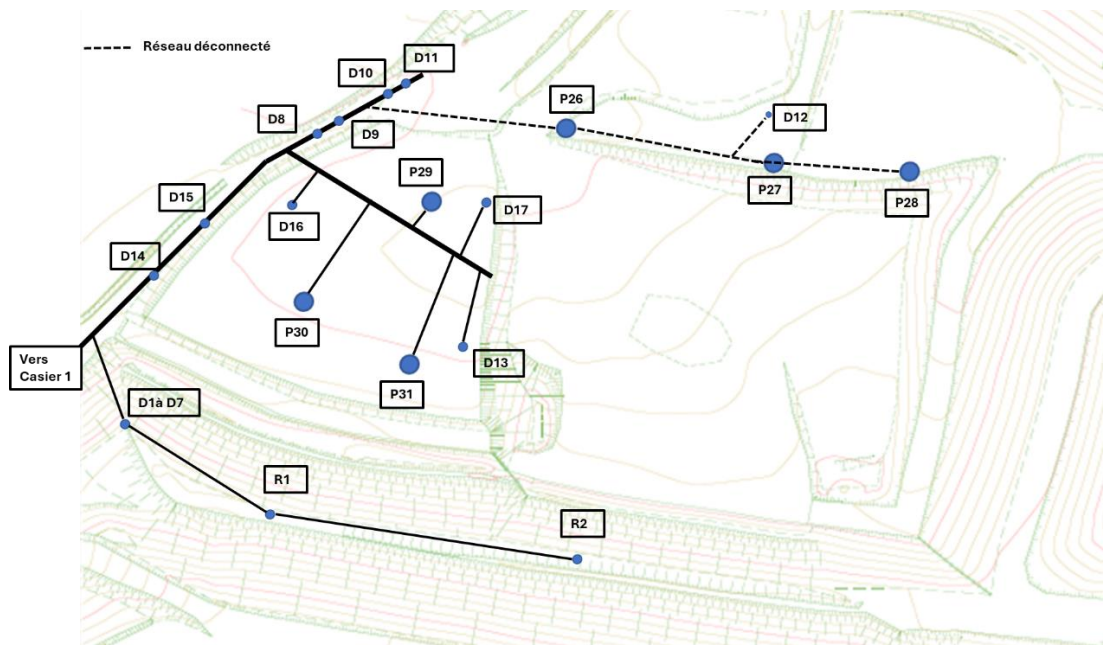 Réseau déconnecté
D11
D10
P26
D8
D12
D9
P29
P27
P28
D15
D17
D16
D14
P30
Vers
Casier 1
P31
D13
D1à D7
R1
R2